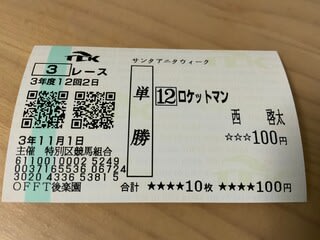 TCK
サンタアニタウィーク
3 レース
3年度12回2日
単勝
12 ロケットマン
西 啓太
☆☆☆100円
3年11月1日
主催 特別区競馬組合
6110010002 5249
0037165536 06724
3020 4336 5381 5
OFFT後楽園
合計 ★★★★10枚 ★★★★100円